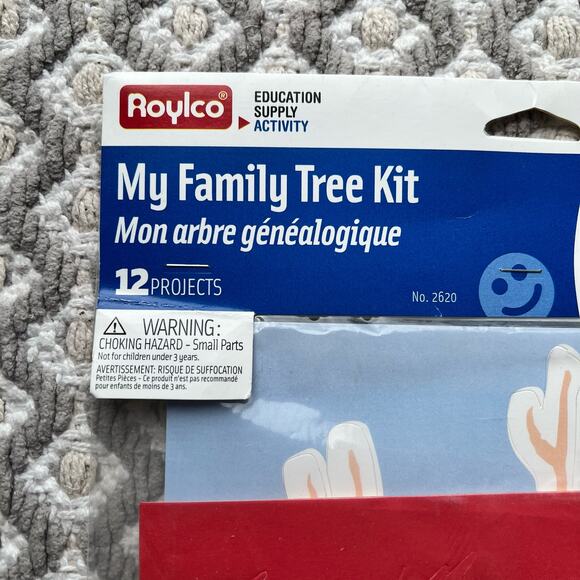 Roylco®
EDUCATION
SUPPLY
ACTIVITY
My Family Tree Kit
Mon arbre généalogique
12 PROJECTS
No. 2620
WARNING:
CHOKING HAZARD - Small Parts
Not for children under 3 years.
AVERTISSEMENT: RISQUE DE SUFFOCATION
Petites Pièces - Ce produit n'est pas recommandé
pour enfants de moins de 3 ans.